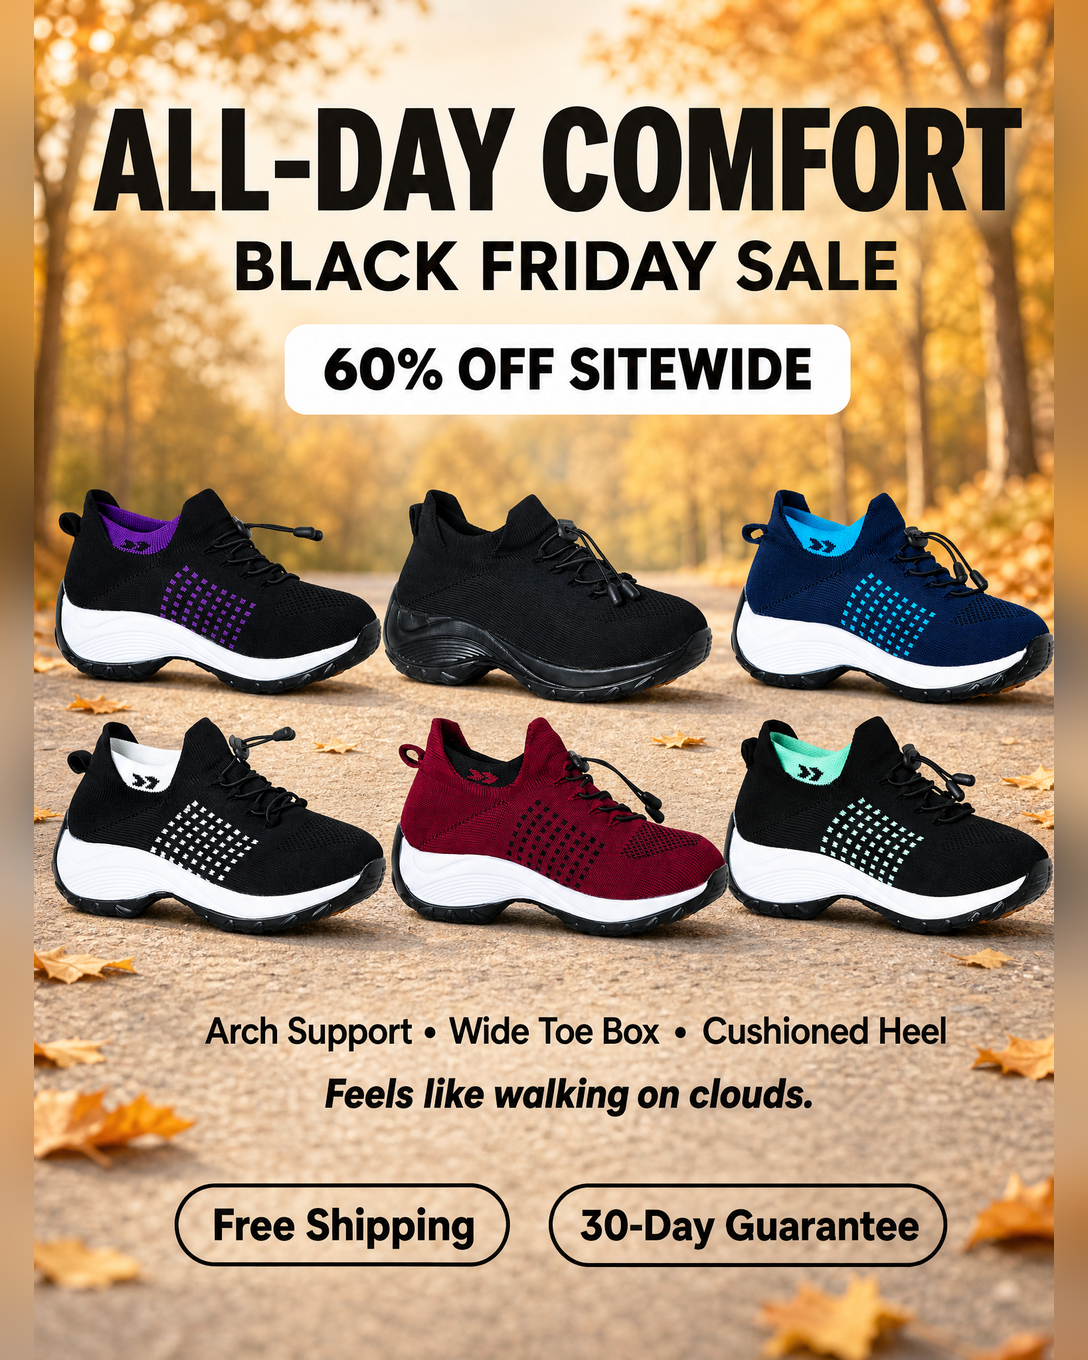 ALL-DAY COMFORT
BLACK FRIDAY SALE
60% OFF SITEWIDE
Arch Support • Wide Toe Box • Cushioned Heel
Feels like walking on clouds.
Free Shipping
30-Day Guarantee